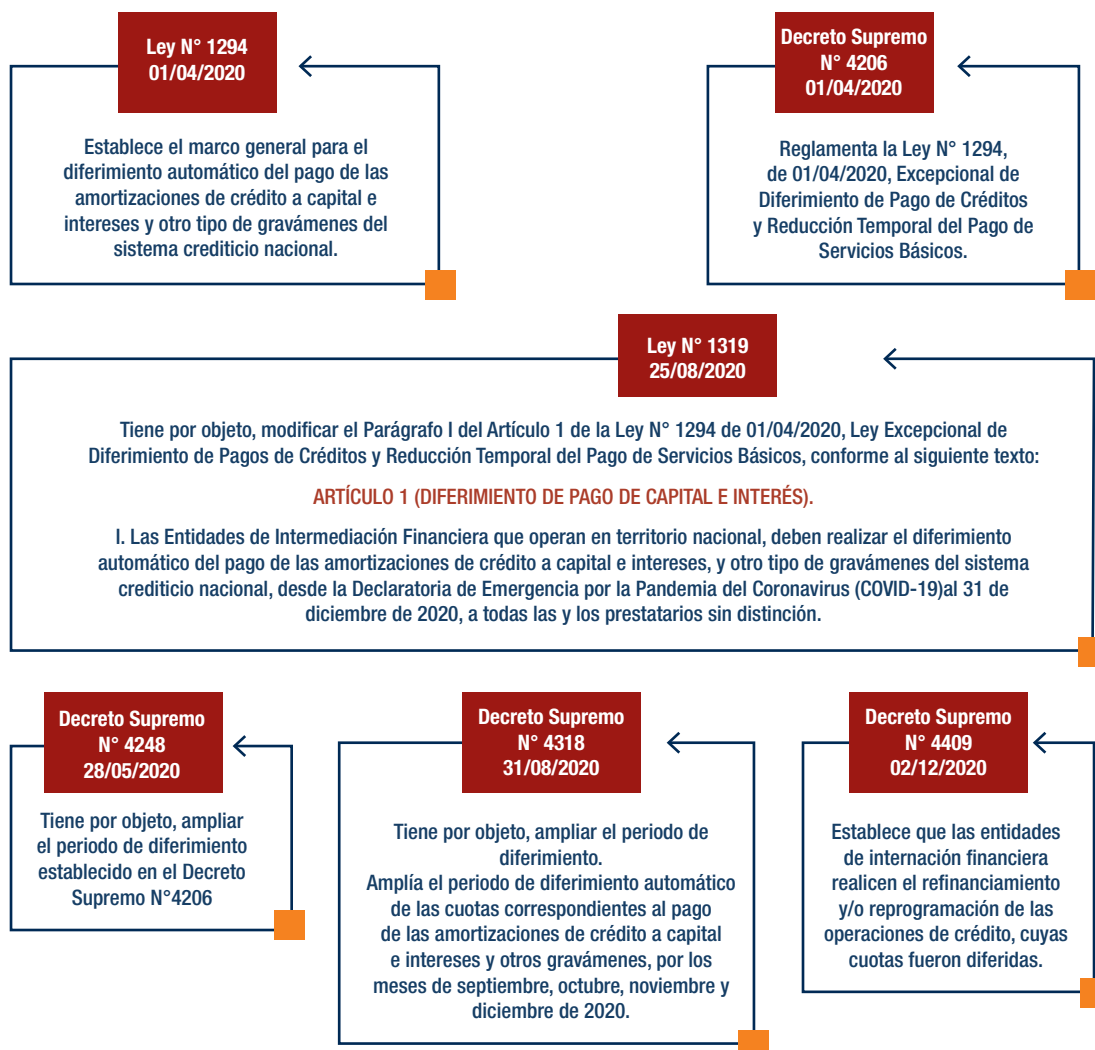 Ley N° 1294
01/04/2020
Establece el marco general para el
diferimiento automático del pago de las
amortizaciones de crédito a capital e
intereses y otro tipo de gravámenes del
sistema crediticio nacional.
Decreto Supremo
N° 4206
01/04/2020
Reglamenta la Ley N° 1294,
de 01/04/2020, Excepcional de
Diferimiento de Pago de Créditos
y Reducción Temporal del Pago de
Servicios Básicos.
Ley N° 1319
25/08/2020
Tiene por objeto, modificar el Parágrafo I del Artículo 1 de la Ley N° 1294 de 01/04/2020, Ley Excepcional de
Diferimiento de Pagos de Créditos y Reducción Temporal del Pago de Servicios Básicos, conforme al siguiente texto:
ARTÍCULO 1 (DIFERIMIENTO DE PAGO DE CAPITAL E INTERÉS).
I. Las Entidades de Intermediación Financiera que operan en territorio nacional, deben realizar el diferimiento
automático del pago de las amortizaciones de crédito a capital e intereses, y otro tipo de gravámenes del sistema
crediticio nacional, desde la Declaratoria de Emergencia por la Pandemia del Coronavirus (COVID-19)al 31 de
diciembre de 2020, a todas las y los prestatarios sin distinción.
Decreto Supremo
N° 4248
28/05/2020
Tiene por objeto, ampliar
el periodo de diferimiento
establecido en el Decreto
Supremo N°4206
Decreto Supremo
N° 4318
31/08/2020
Tiene por objeto, ampliar el periodo de
diferimiento.
Amplía el periodo de diferimiento automático
de las cuotas correspondientes al pago
de las amortizaciones de crédito a capital
e intereses y otros gravámenes, por los
meses de septiembre, octubre, noviembre y
diciembre de 2020.
Decreto Supremo
N° 4409
02/12/2020
Establece que las entidades
de internación financiera
realicen el refinanciamiento
y/o reprogramación de las
operaciones de crédito, cuyas
cuotas fueron diferidas.